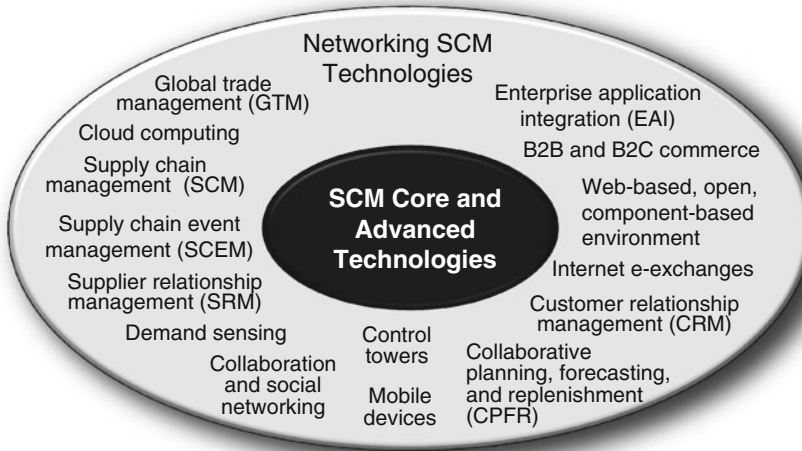 Networking SCM
Technologies
Global trade
management (GTM)
Cloud computing
Supply chain
management (SCM)
Supply chain event
management (SCEM)
Supplier relationship
management (SRM)
Demand sensing
Collaboration
and social
networking
SCM Core and
Advanced
Technologies
Control
towers
Mobile
devices
Enterprise application
integration (EAI)
B2B and B2C commerce
Web-based, open,
component-based
environment
Internet e-exchanges
Customer relationship
management (CRM)
Collaborative
planning, forecasting,
and replenishment
(CPFR)